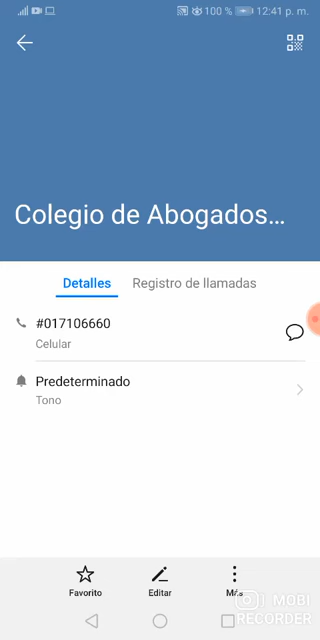 100 % 12:41 p. m.
Colegio de Abogados...
Detalles Registro de llamadas
#017106660
Celular
Predeterminado
Tono
Favorito Editar Más
MOBI
RECORDER